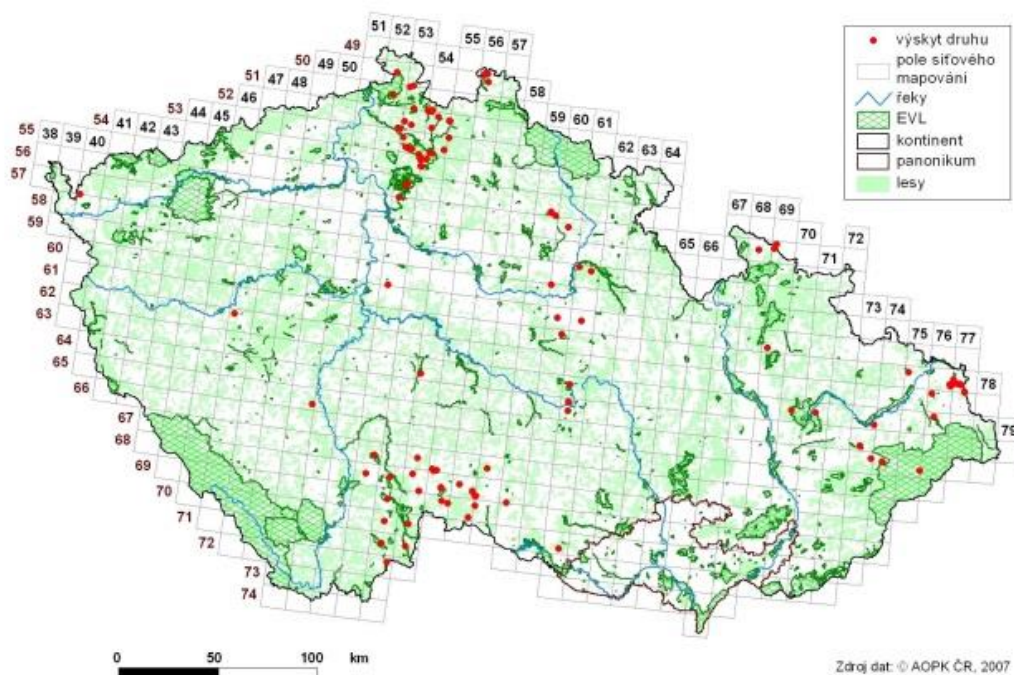 51 52 53
55 56 57
49
50
54
49 50
51
47 48
58
52
46
59 60 61
53
44 45
62 63 64
54
41 42 43
55
38 39 40
56
57
58
59
60
61
62
63
64
65
66
67
68
69
70
71
72
73
74
65 66
67 68 69
70
71
72
73 74
75 76 77
78
79
výskyt druhu
pole síťového
mapování
řeky
EVL
kontinent
panonikum
lesy
0 50 100 km
Zdroj dat: © AOPK ČR, 2007